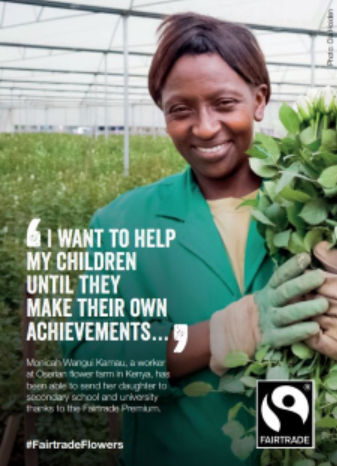 Photo: Chris
‘I WANT TO HELP
MY CHILDREN
UNTIL THEY
MAKE THEIR OWN
ACHIEVEMENTS...’
Monicah Wangui Kamau, a worker
at Oserian flower farm in Kenya, has
been able to send her daughter to
secondary school and university
thanks to the Fairtrade Premium.
#FairtradeFlowers
FAIRTRADE
®